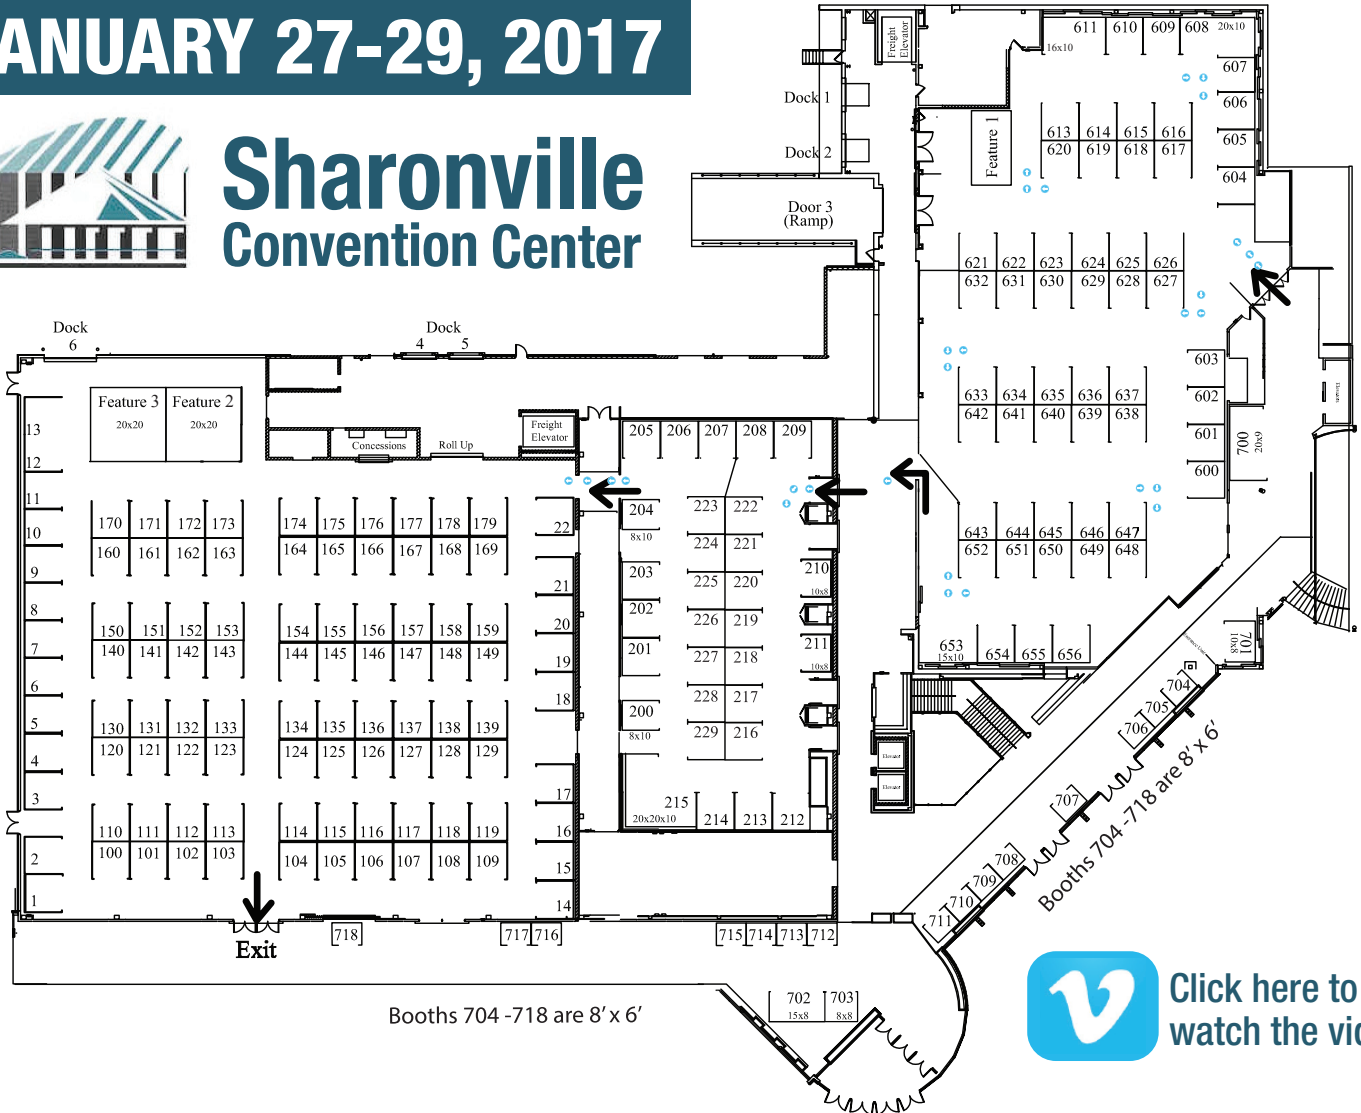 ANUARY 27-29, 2017
Sharonville
Convention Center
Freight
Elevator
Dock 1
Dock 2
Door 3
(Ramp)
Feature 1
16x10
611 610 609 608 20x10
607
606
605
604
613 614 615 616
620 619 618 617
621 622 623 624 625 626
632 631 630 629 628 627
603
602
601
600
700
20x9
633 634 635 636 637
642 641 640 639 638
643 644 645 646 647
652 651 650 649 648
653
15x10
654 655 656
701
10x8
Elevators
Dock
6
Dock
4 5
Feature 3
20x20
Feature 2
20x20
Concessions
Roll Up
Freight
Elevator
13
12
11
10
9
8
7
6
5
4
3
2
1
170 171 172 173 174 175 176 177 178 179
160 161 162 163 164 165 166 167 168 169
150 151 152 153 154 155 156 157 158 159
140 141 142 143 144 145 146 147 148 149
130 131 132 133 134 135 136 137 138 139
120 121 122 123 124 125 126 127 128 129
110 111 112 113 114 115 116 117 118 119
100 101 102 103 104 105 106 107 108 109
22
21
20
19
18
17
16
15
14
205 206 207 208 209
204
8x10
203
202
201
200
8x10
223 222
224 221
225 220
226 219
227 218
228 217
229 216
210
10x8
211
10x8
215
20x20x10
214 213 212
Elevator
Elevator
704
705
706
707
708
709
710
711
Booths 704 -718 are 8' x 6'
Exit
718
717 716
715 714 713 712
702
15x8
703
8x8
Booths 704 -718 are 8' x 6'
v
Click here to
watch the vid